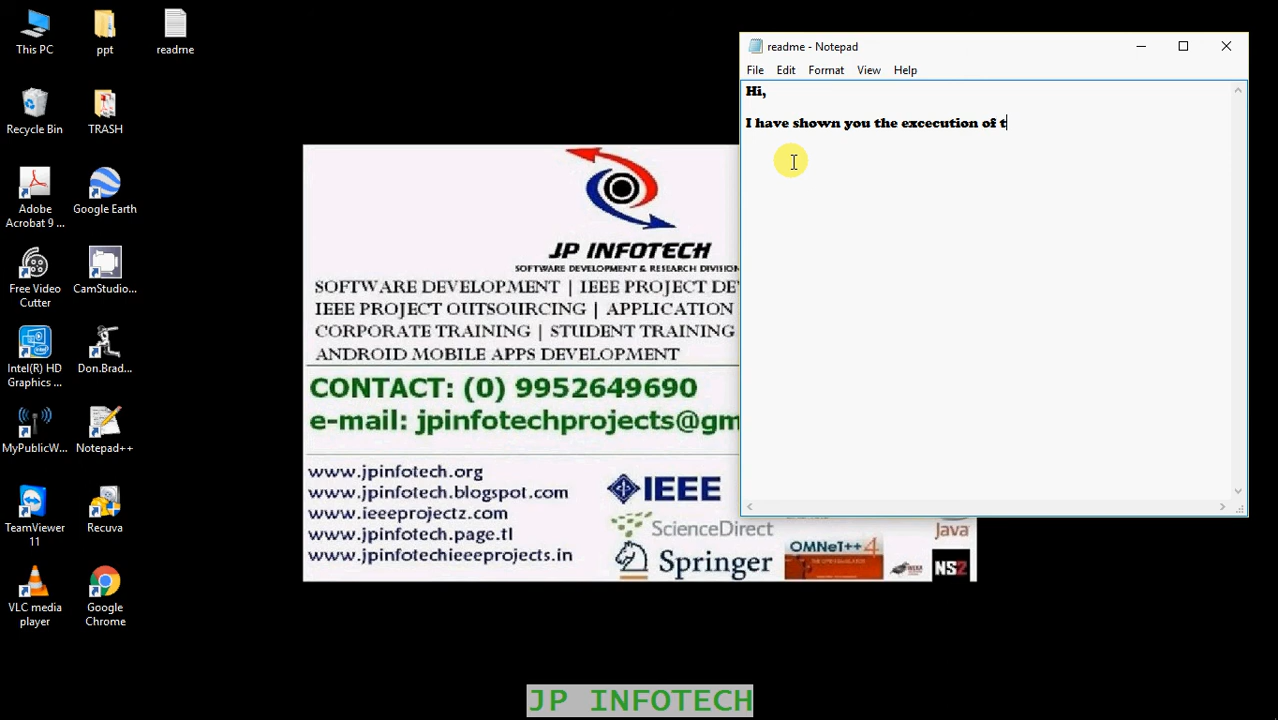 This PC
ppt
readme
Recycle Bin
TRASH
Adobe
Acrobat 9 ...
Google Earth
Free Video
Cutter
CamStudio...
Intel(R) HD
Graphics ...
Don.Brad...
MyPublicW...
Notepad++
TeamViewer
11
Recuva
VLC media
player
Google
Chrome
readme - Notepad
File Edit Format View Help
Hi,
I have shown you the excecution of t
JP INFOTECH
SOFTWARE DEVELOPMENT & RESEARCH DIVISION
SOFTWARE DEVELOPMENT | IEEE PROJECT DE
IEEE PROJECT OUTSOURCING | APPLICATION
CORPORATE TRAINING | STUDENT TRAINING
ANDROID MOBILE APPS DEVELOPMENT
CONTACT: (0) 9952649690
e-mail: jpinfotechprojects@gm
www.jpinfotech.org
www.jpinfotech.blogspot.com
www.ieeeprojectz.com
www.jpinfotech.page.tl
www.jpinfotechieeeprojects.in
IEEE
ScienceDirect
Springer
OMNeT++ 4
Java
NS2
JP INFOTECH